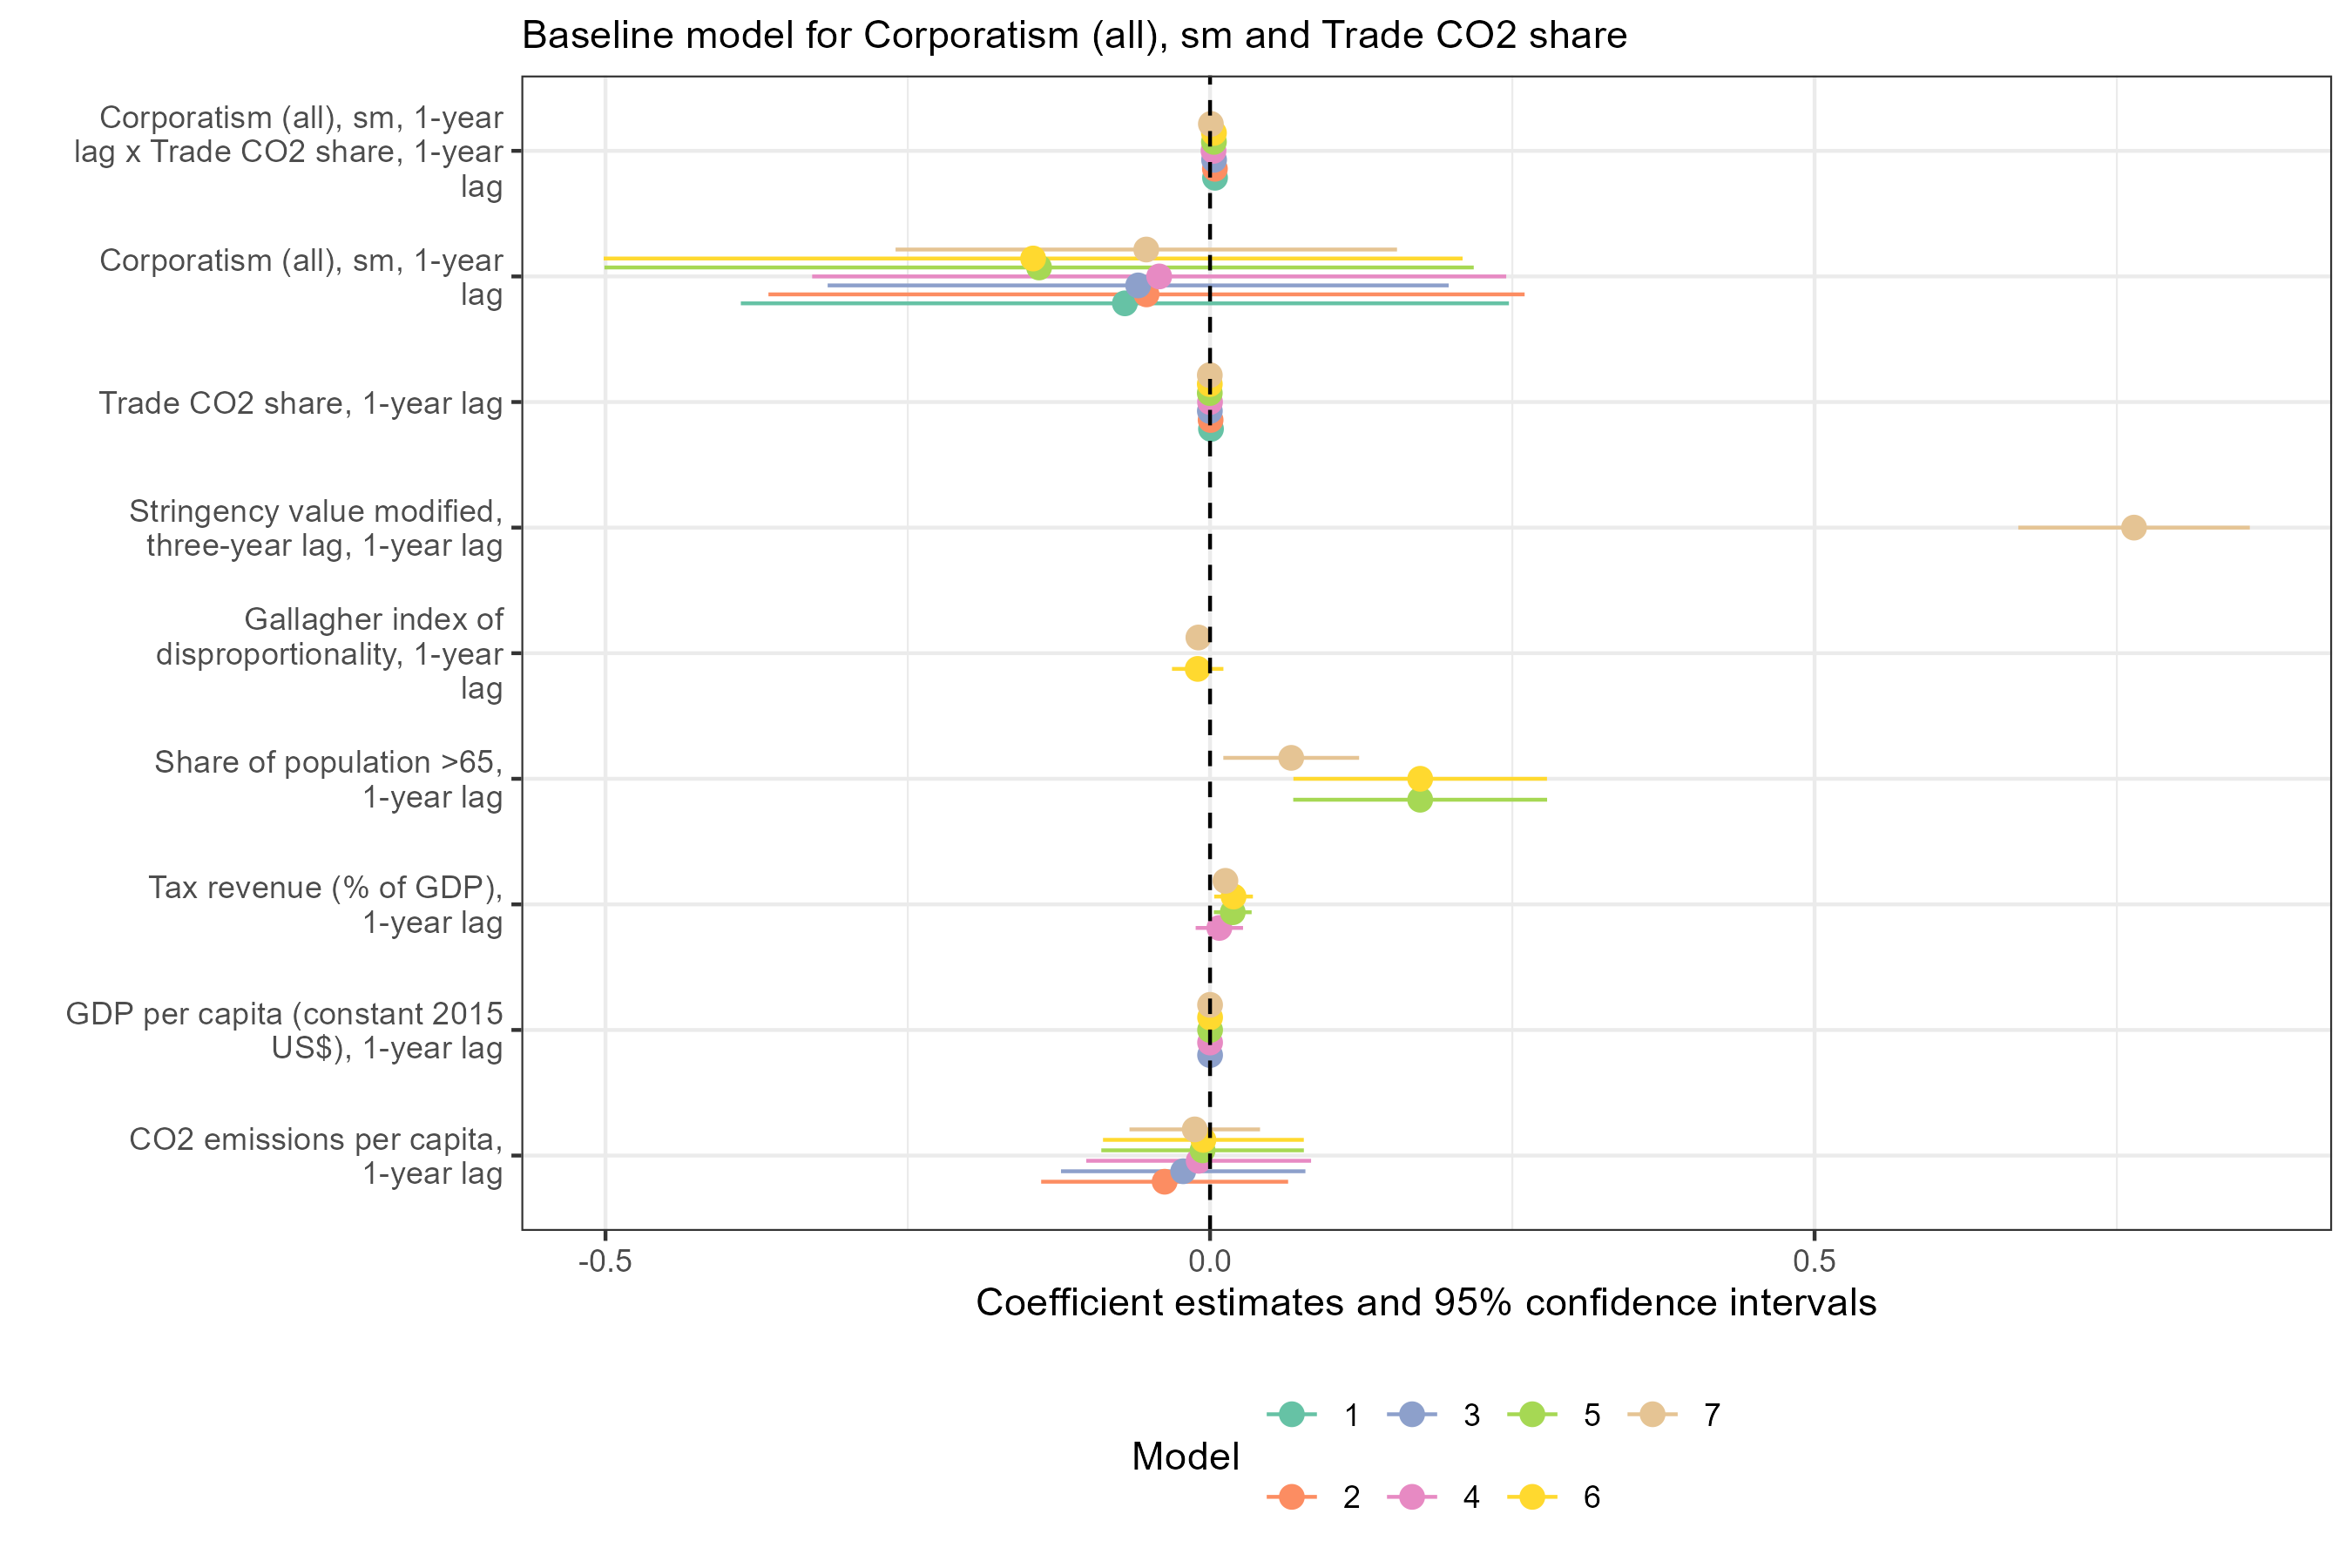 Baseline model for Corporatism (all), sm and Trade CO2 share
Corporatism (all), sm, 1-year
lag x Trade CO2 share, 1-year
lag
Corporatism (all), sm, 1-year
lag
Trade CO2 share, 1-year lag
Stringency value modified,
three-year lag, 1-year lag
Gallagher index of
disproportionality, 1-year
lag
Share of population >65,
1-year lag
Tax revenue (% of GDP),
1-year lag
GDP per capita (constant 2015
US$), 1-year lag
CO2 emissions per capita,
1-year lag
-0.5 0.0 0.5
Coefficient estimates and 95% confidence intervals
Model
1 3 5 7
2 4 6